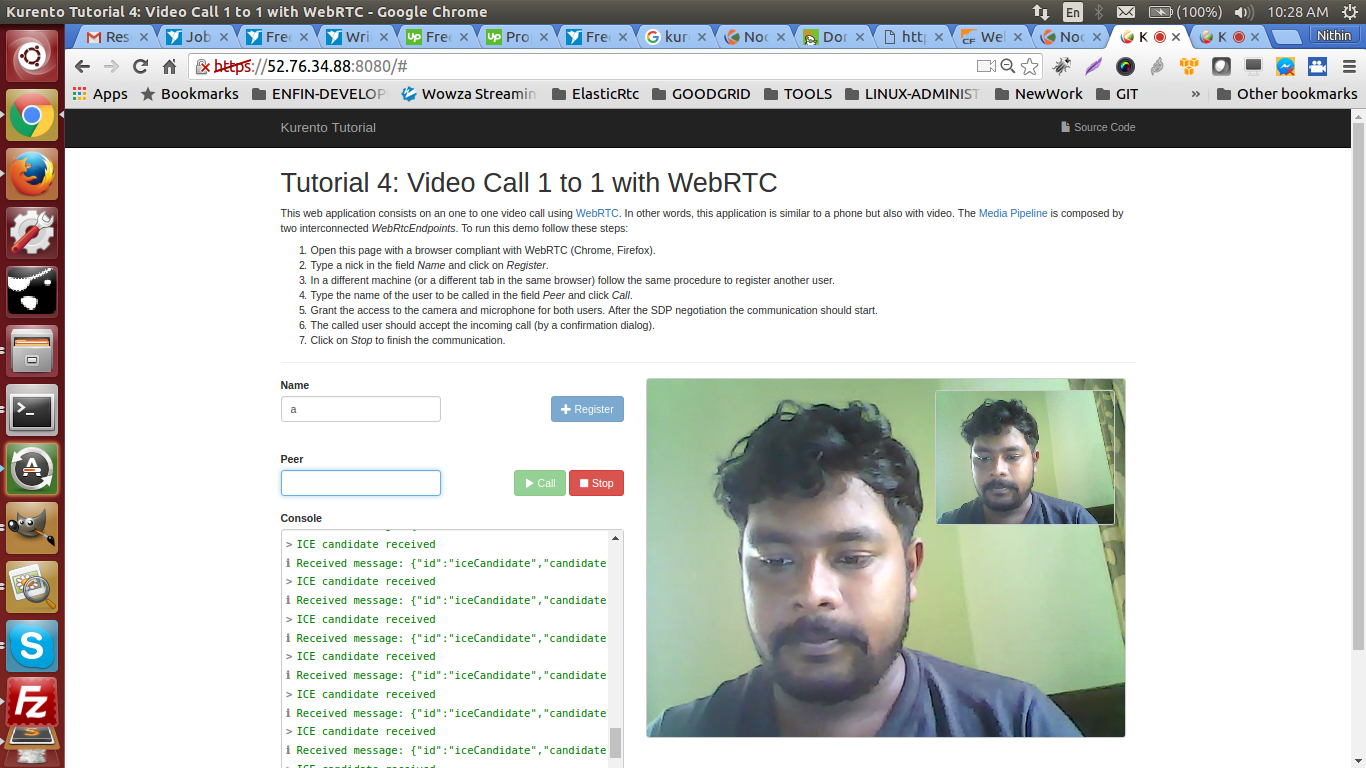 Kurento Tutorial 4: Video Call 1 to 1 with WebRTC - Google Chrome
En
(100%)
10:28 AM
Res
Job
Free
Wri
Free
Pro
Free
kur
Noc
Dor
http
Wel
Noc
K
K
Nithin
https://52.76.34.88:8080/#
Apps
Bookmarks
ENFIN-DEVELOP
Wowza Streamin
ElasticRtc
GOODGRID
TOOLS
LINUX-ADMINIST
NewWork
GIT
»
Other bookmarks
Kurento Tutorial
Source Code
Tutorial 4: Video Call 1 to 1 with WebRTC
This web application consists on an one to one video call using WebRTC. In other words, this application is similar to a phone but also with video. The Media Pipeline is composed by
two interconnected WebRtcEndpoints. To run this demo follow these steps:
1. Open this page with a browser compliant with WebRTC (Chrome, Firefox).
2. Type a nick in the field Name and click on Register.
3. In a different machine (or a different tab in the same browser) follow the same procedure to register another user.
4. Type the name of the user to be called in the field Peer and click Call.
5. Grant the access to the camera and microphone for both users. After the SDP negotiation the communication should start.
6. The called user should accept the incoming call (by a confirmation dialog).
7. Click on Stop to finish the communication.
Name
a
Register
Peer
Call
Stop
Console
> ICE candidate received
i Received message: {"id":"iceCandidate","candidate
> ICE candidate received
i Received message: {"id":"iceCandidate","candidate
> ICE candidate received
i Received message: {"id":"iceCandidate","candidate
> ICE candidate received
i Received message: {"id":"iceCandidate","candidate
> ICE candidate received
i Received message: {"id":"iceCandidate","candidate
> ICE candidate received
i Received message: {"id":"iceCandidate","candidate
> ICE candidate received